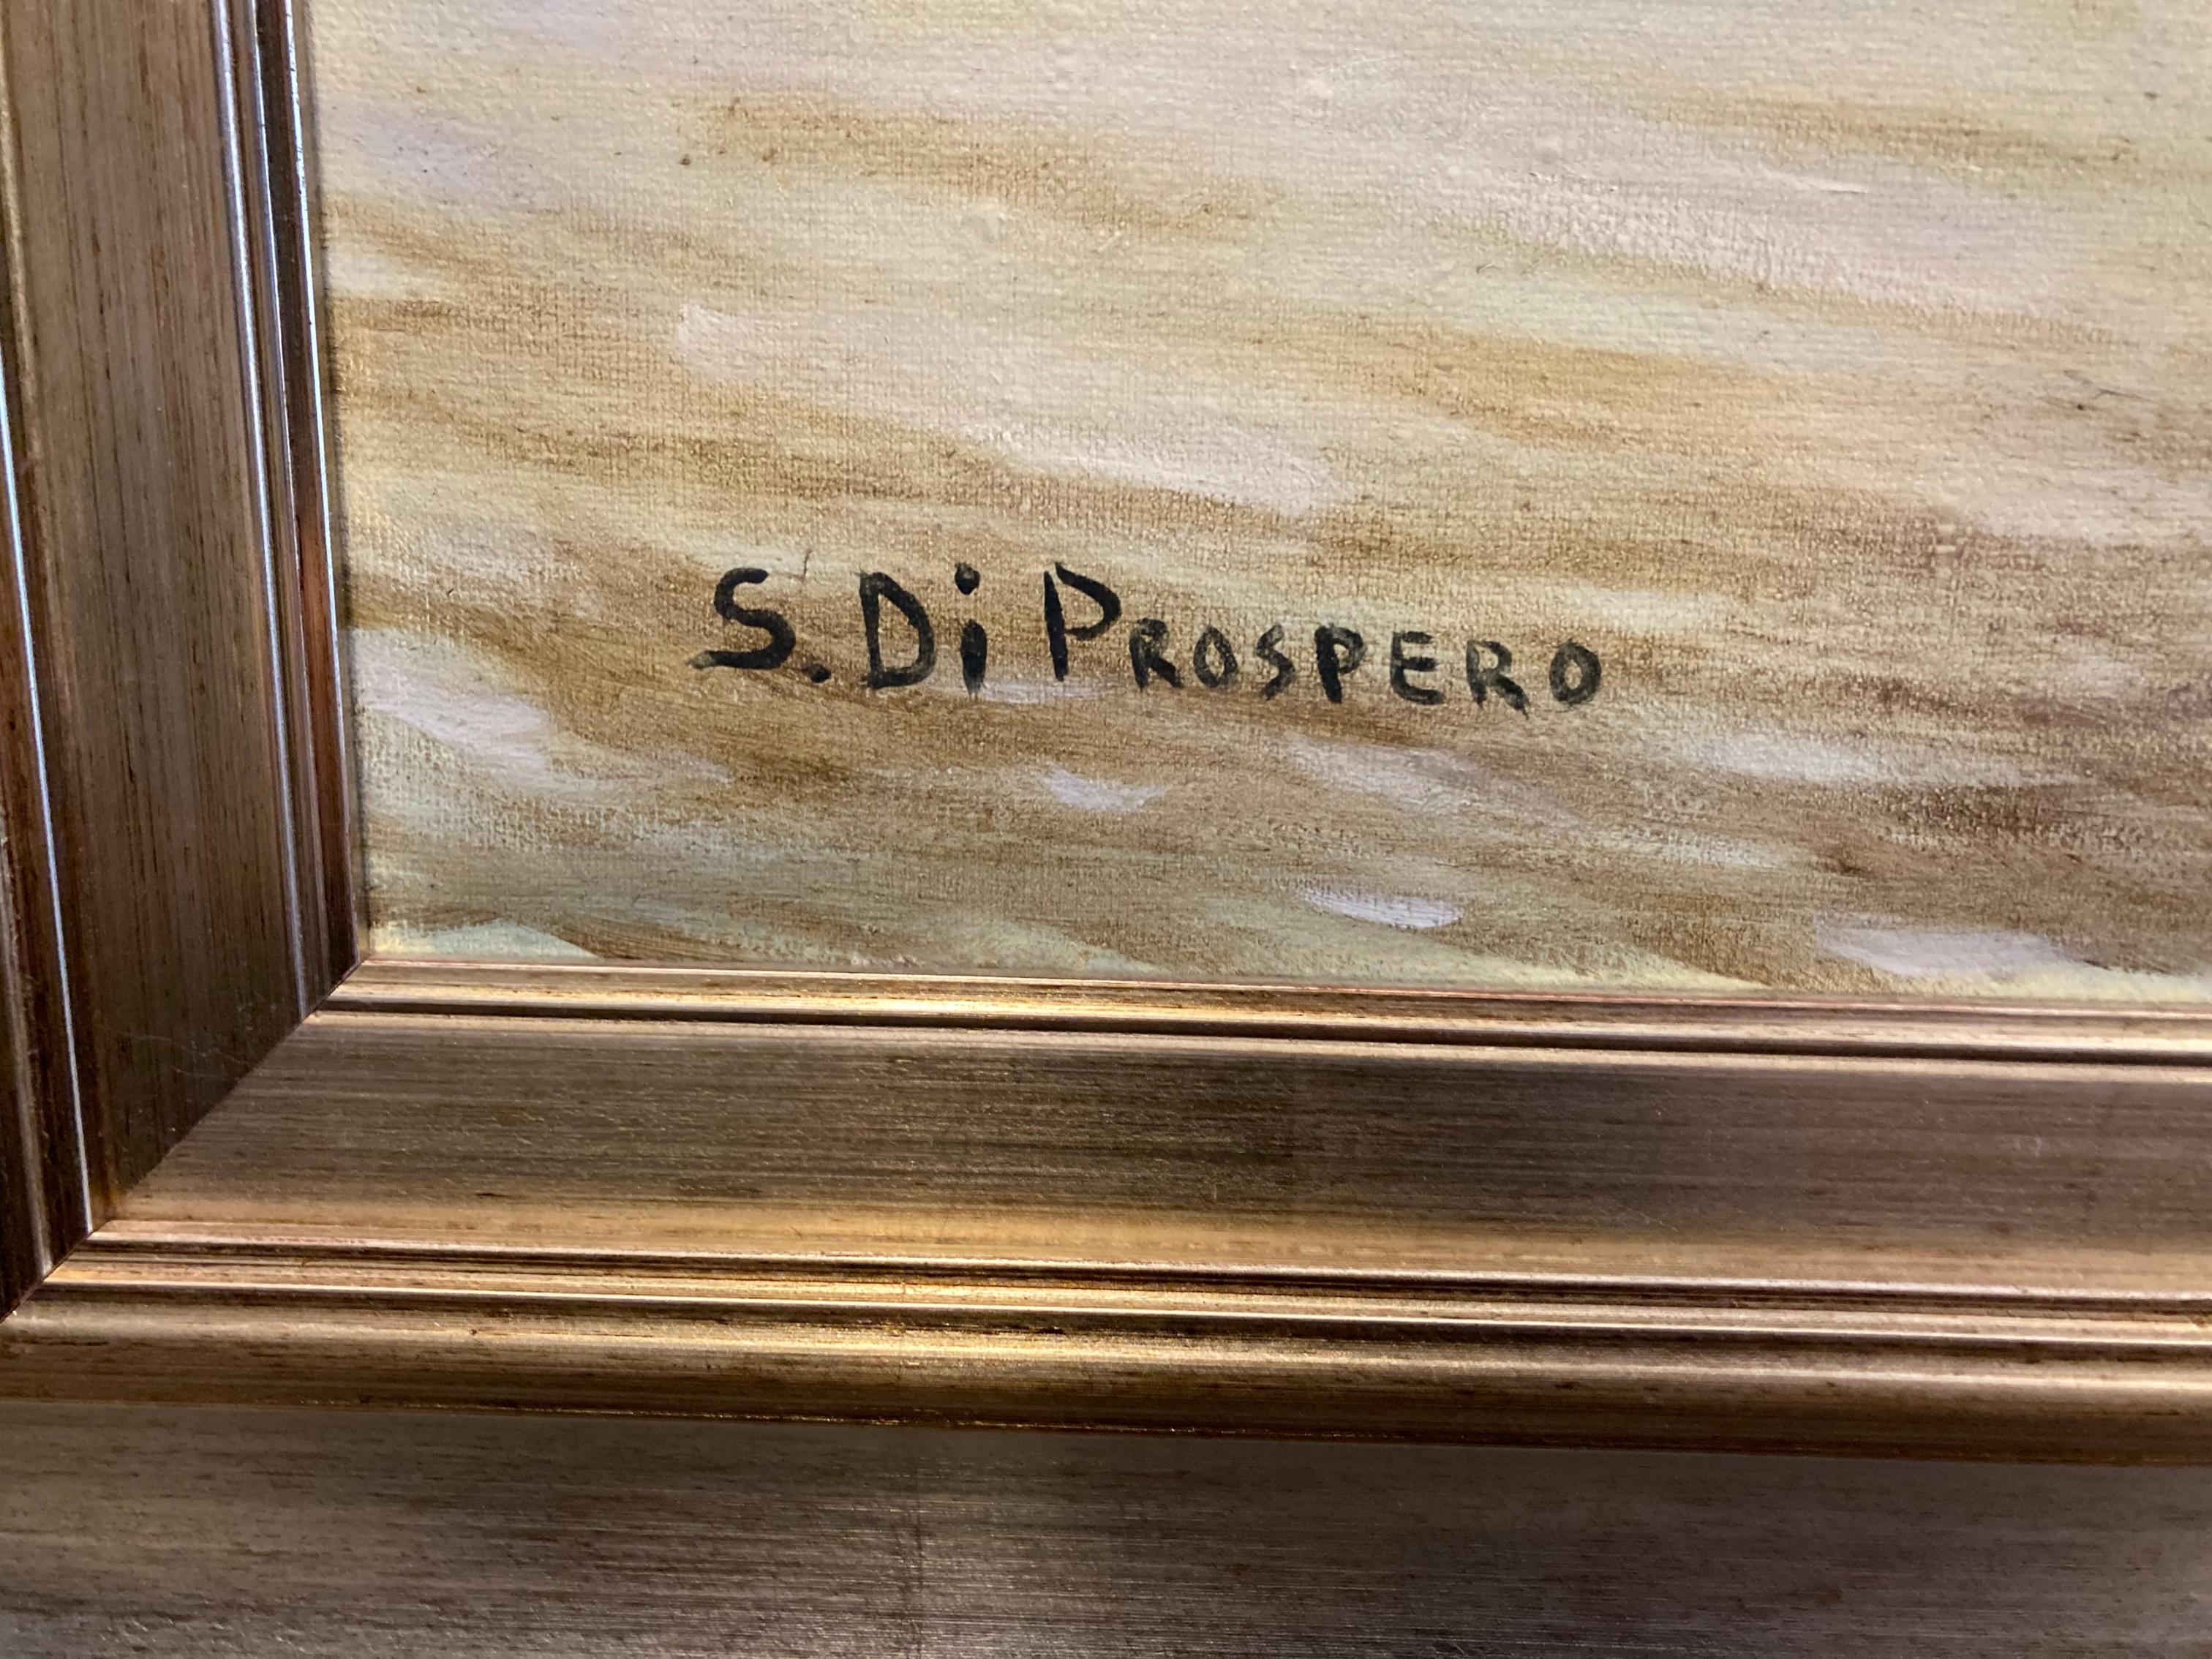 S. Di PROSPERO